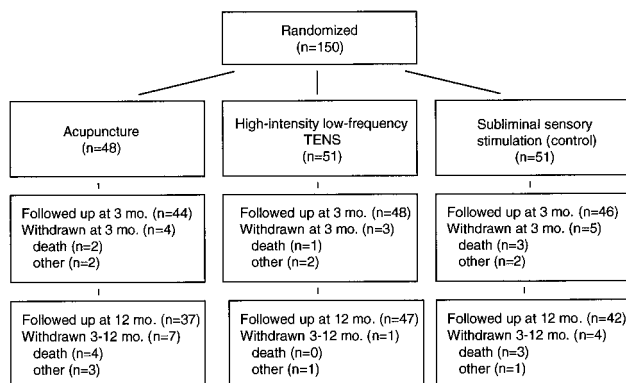 Randomized
(n=150)
Acupuncture
(n=48)
High-intensity low-frequency
TENS
(n=51)
Subliminal sensory
stimulation (control)
(n=51)
Followed up at 3 mo. (n=44)
Withdrawn at 3 mo. (n=4)
death (n=2)
other (n=2)
Followed up at 3 mo. (n=48)
Withdrawn at 3 mo. (n=3)
death (n=1)
other (n=2)
Followed up at 3 mo. (n=46)
Withdrawn at 3 mo. (n=5)
death (n=3)
other (n=2)
Followed up at 12 mo. (n=37)
Withdrawn 3-12 mo. (n=7)
death (n=4)
other (n=3)
Followed up at 12 mo. (n=47)
Withdrawn 3-12 mo. (n=1)
death (n=0)
other (n=1)
Followed up at 12 mo. (n=42)
Withdrawn 3-12 mo. (n=4)
death (n=3)
other (n=1)